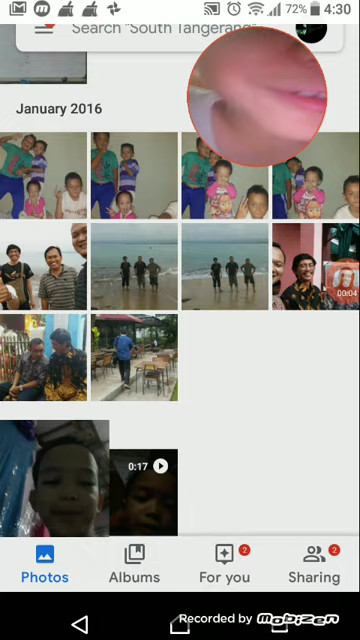 72% 4:30
Search "South Tangerang"
January 2016
00:04
0:17
2
2
Photos
Albums
For you
Sharing
Recorded by Mobizen